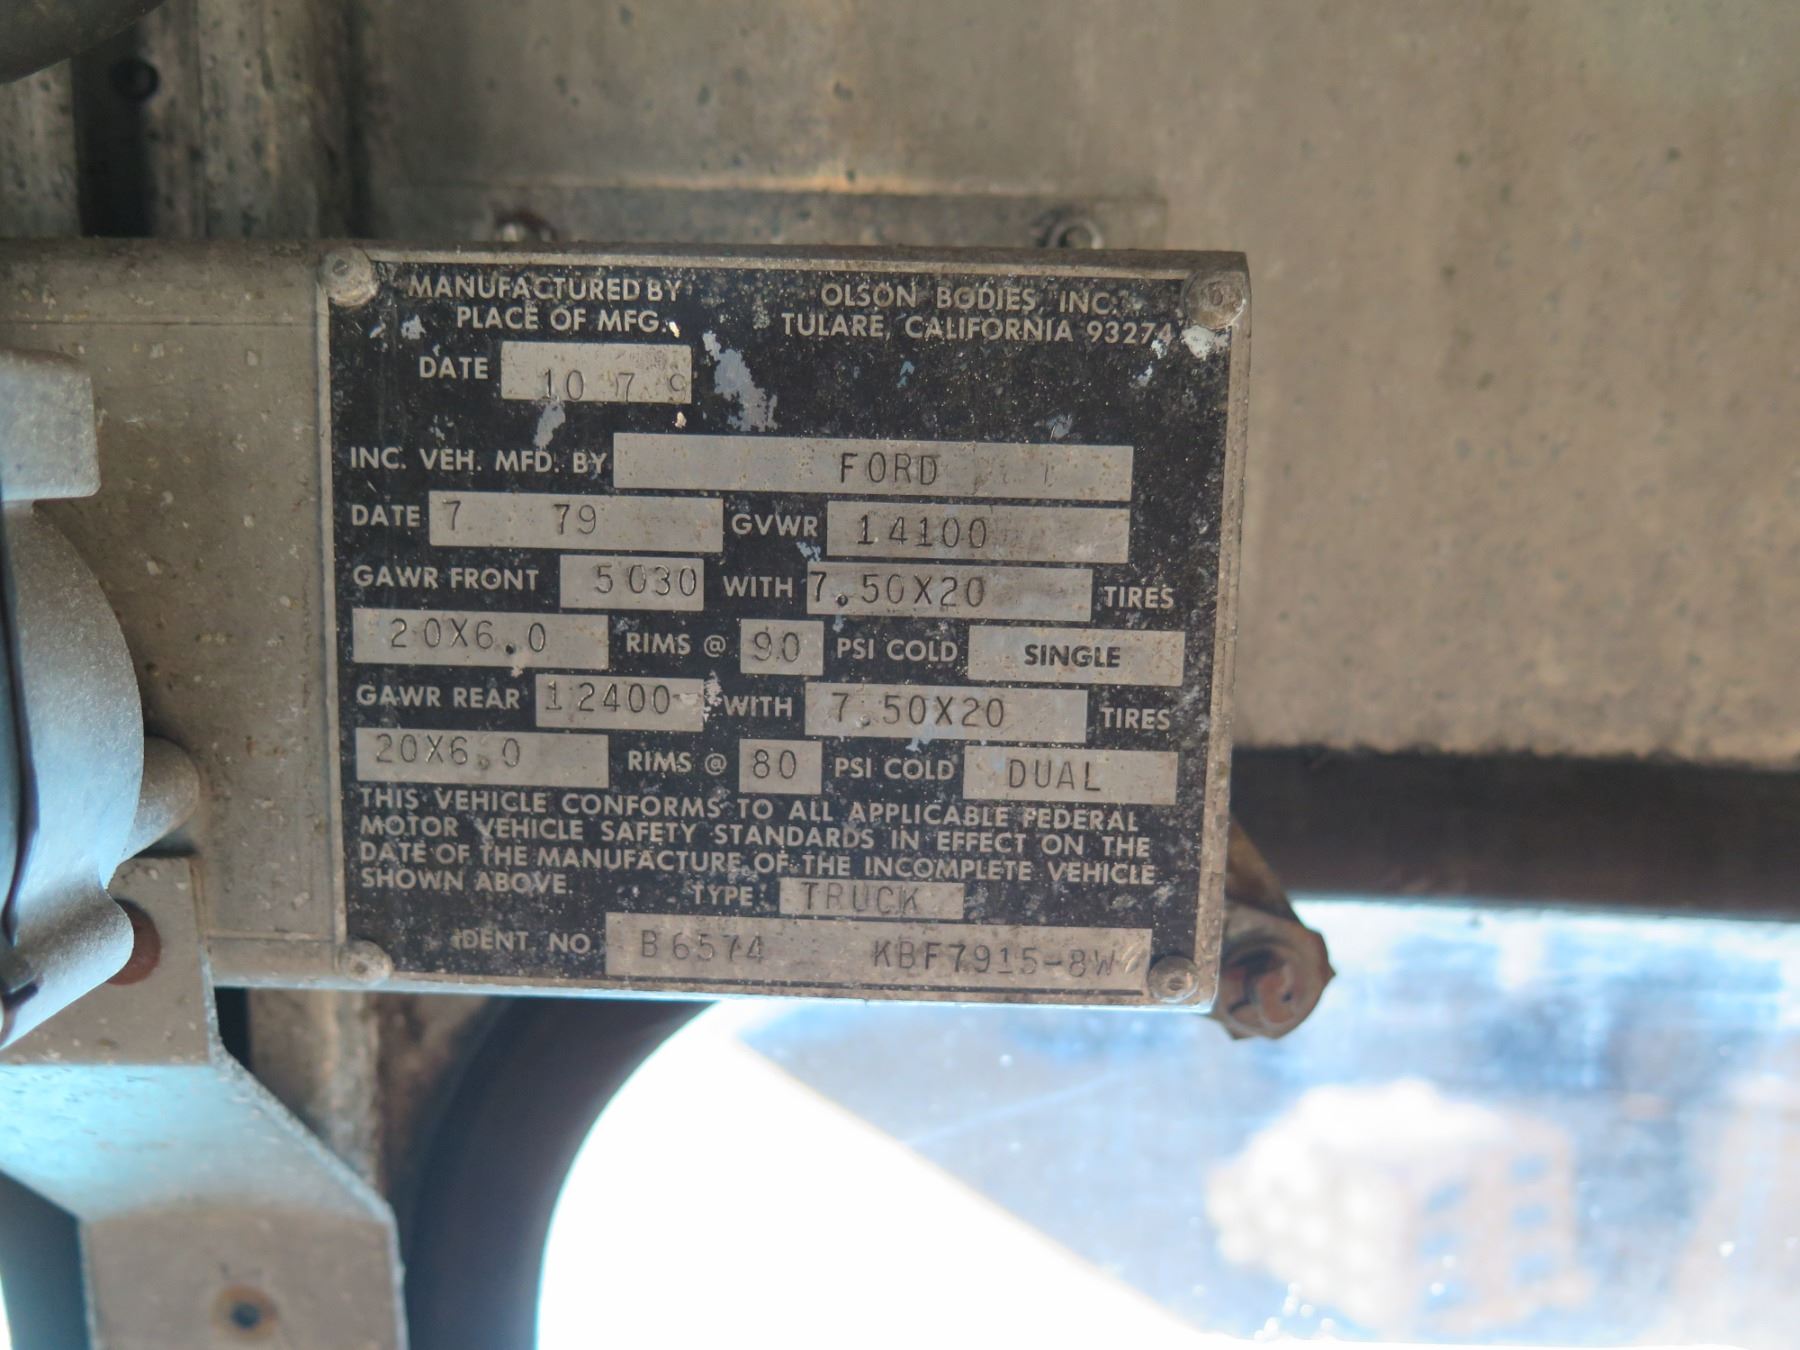 MANUFACTURED BY OLSON BODIES, INC.
PLACE OF MFG. TULARE, CALIFORNIA 93274
DATE 10 79
INC. VEH. MFD. BY FORD
DATE 7 79 GVWR 14100
GAWR FRONT 5030 WITH 7.50X20 TIRES
20X6.0 RIMS @ 90 PSI COLD SINGLE
GAWR REAR 12400 WITH 7.50X20 TIRES
20X6.0 RIMS @ 80 PSI COLD DUAL
THIS VEHICLE CONFORMS TO ALL APPLICABLE FEDERAL
MOTOR VEHICLE SAFETY STANDARDS IN EFFECT ON THE
DATE OF THE MANUFACTURE OF THE INCOMPLETE VEHICLE
SHOWN ABOVE. TYPE: TRUCK
IDENT. NO. B6574 KBF7915-8W